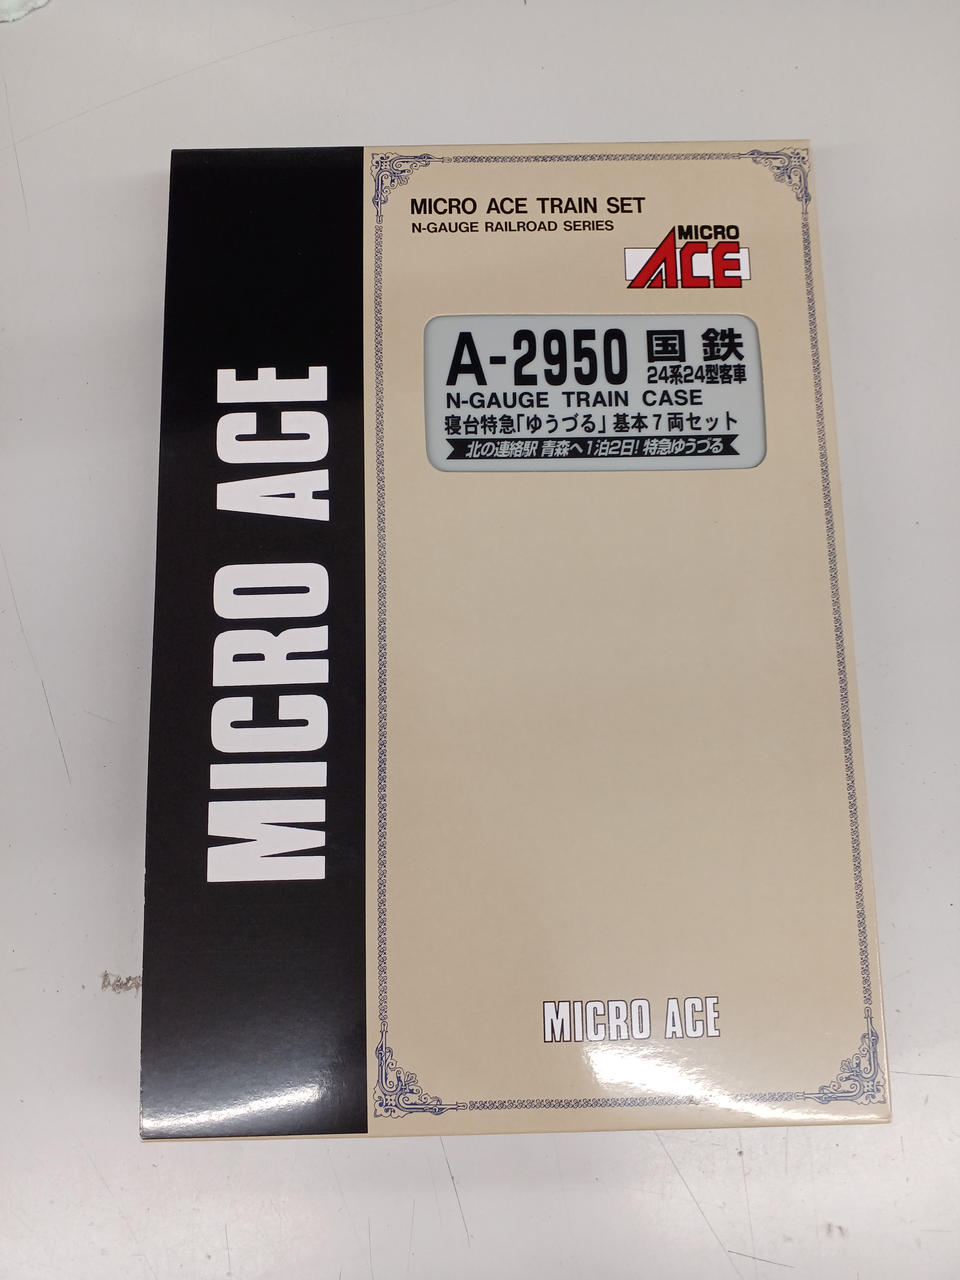 MICRO ACE
MICRO ACE TRAIN SET
N-GAUGE RAILROAD SERIES
MICRO
ACE
A-2950 国鉄
24系24型客車
N-GAUGE TRAIN CASE
寝台特急「ゆうづる」基本7両セット
北の連絡駅 青森へ1泊2日! 特急ゆうづる
MICRO ACE